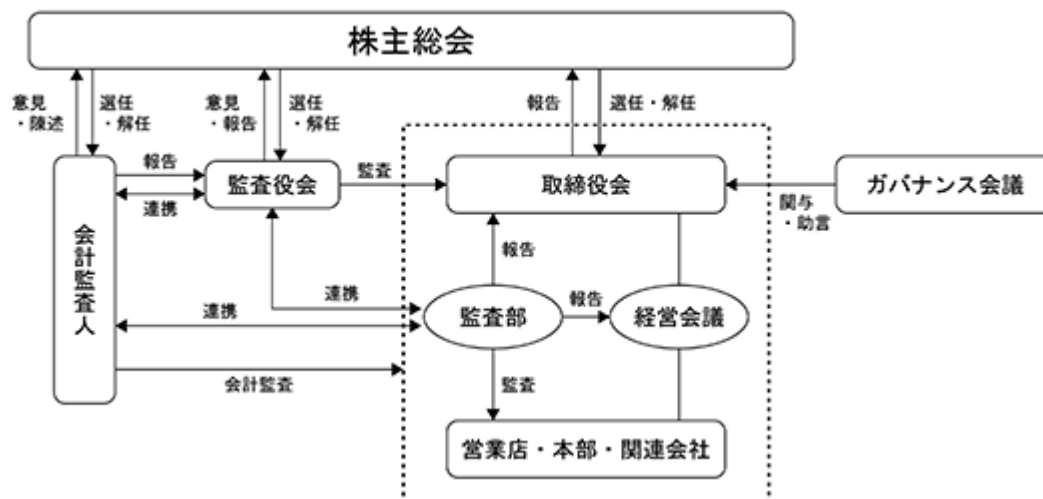 株主総会
意見
・陳述
選任
・解任
意見
・報告
選任
・解任
報告
選任・解任
報告
連携
監査役会
監査
取締役会
関与
・助言
ガバナンス会議
会計監査人
報告
連携
連携
監査部
報告
経営会議
会計監査
監査
営業店・本部・関連会社